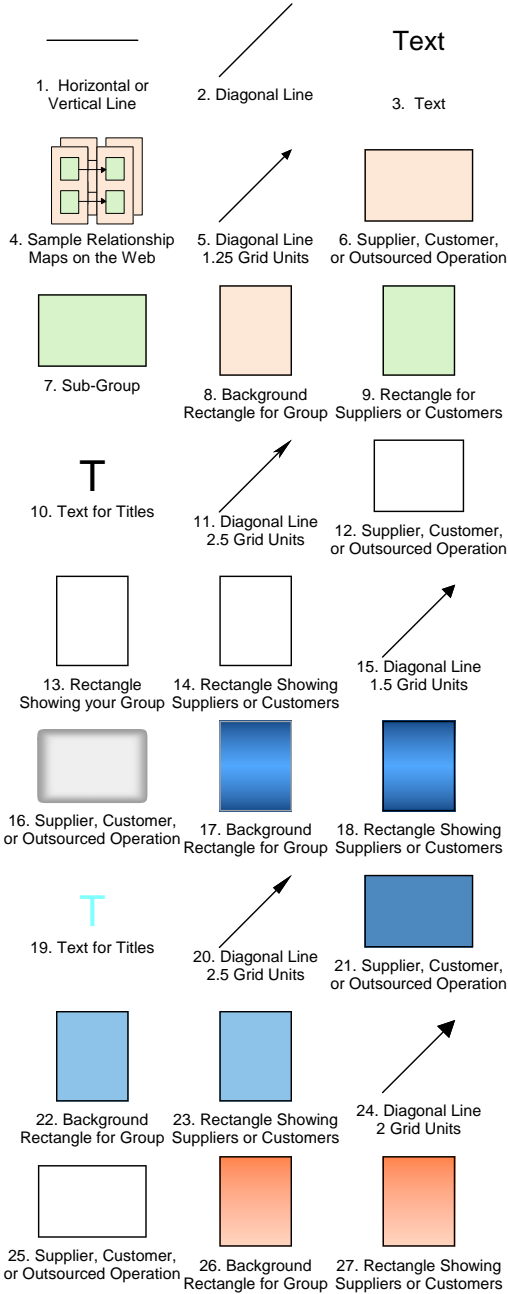 Text
1. Horizontal or
Vertical Line
2. Diagonal Line
3. Text
4. Sample Relationship
Maps on the Web
5. Diagonal Line
1.25 Grid Units
6. Supplier, Customer,
or Outsourced Operation
7. Sub-Group
8. Background
Rectangle for Group
9. Rectangle for
Suppliers or Customers
T
10. Text for Titles
11. Diagonal Line
2.5 Grid Units
12. Supplier, Customer,
or Outsourced Operation
13. Rectangle
Showing your Group
14. Rectangle Showing
Suppliers or Customers
15. Diagonal Line
1.5 Grid Units
16. Supplier, Customer,
or Outsourced Operation
17. Background
Rectangle for Group
18. Rectangle Showing
Suppliers or Customers
T
19. Text for Titles
20. Diagonal Line
2.5 Grid Units
21. Supplier, Customer,
or Outsourced Operation
22. Background
Rectangle for Group
23. Rectangle Showing
Suppliers or Customers
24. Diagonal Line
2 Grid Units
25. Supplier, Customer,
or Outsourced Operation
26. Background
Rectangle for Group
27. Rectangle Showing
Suppliers or Customers